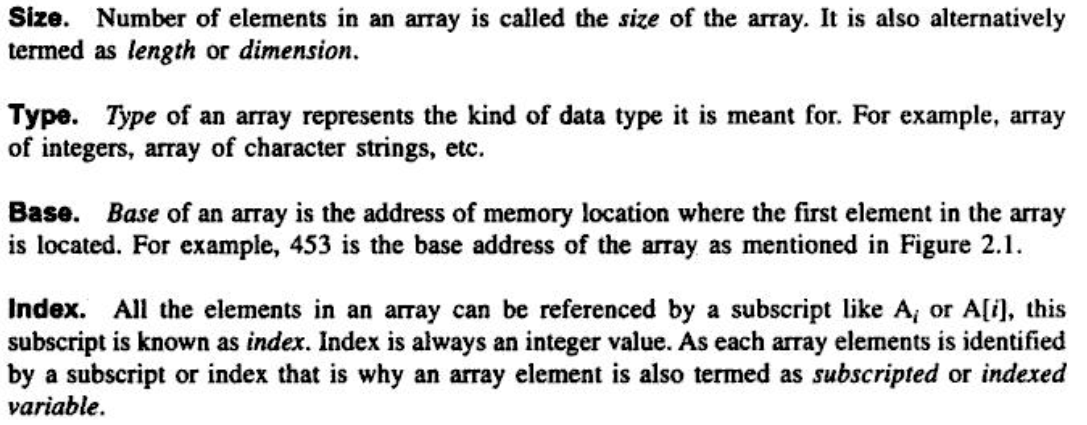 Size. Number of elements in an array is called the size of the array. It is also alternatively
termed as length or dimension.
Type. Type of an array represents the kind of data type it is meant for. For example, array
of integers, array of character strings, etc.
Base. Base of an array is the address of memory location where the first element in the array
is located. For example, 453 is the base address of the array as mentioned in Figure 2.1.
Index. All the elements in an array can be referenced by a subscript like Aᵢ or A[i], this
subscript is known as index. Index is always an integer value. As each array elements is identified
by a subscript or index that is why an array element is also termed as subscripted or indexed
variable.